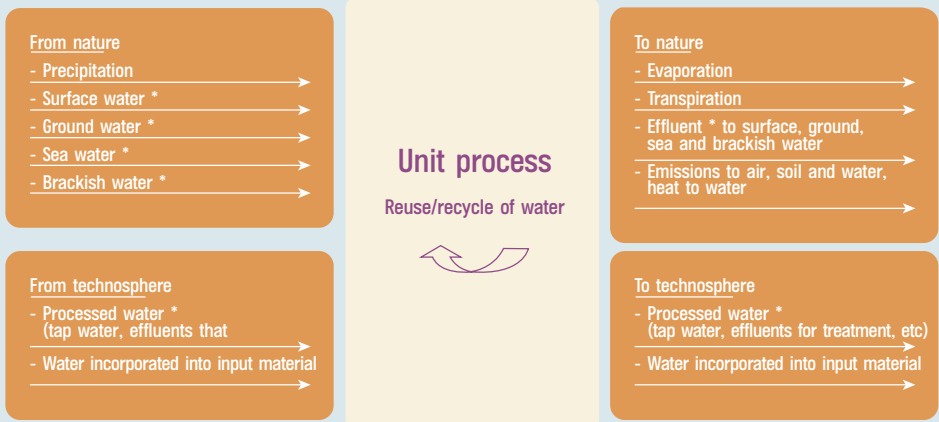 From nature
- Precipitation
- Surface water *
- Ground water *
- Sea water *
- Brackish water *
From technosphere
- Processed water *
(tap water, effluents that
- Water incorporated into input material
Unit process
Reuse/recycle of water
To nature
- Evaporation
- Transpiration
- Effluent * to surface, ground,
sea and brackish water
- Emissions to air, soil and water,
heat to water
To technosphere
- Processed water *
(tap water, effluents for treatment, etc)
- Water incorporated into input material